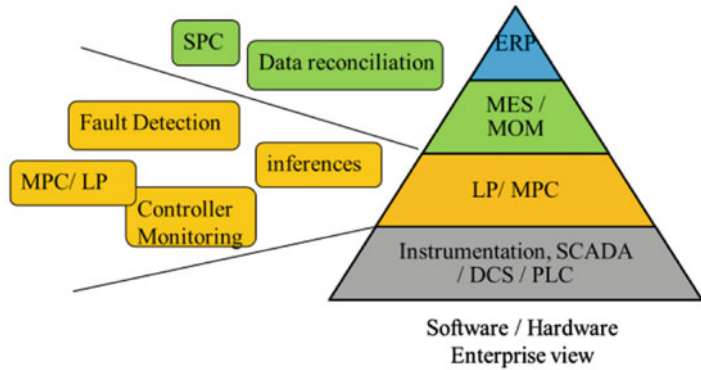 SPC
Data reconciliation
Fault Detection
inferences
MPC/ LP
Controller
Monitoring
ERP
MES /
MOM
LP/ MPC
Instrumentation, SCADA
/ DCS / PLC
Software / Hardware
Enterprise view